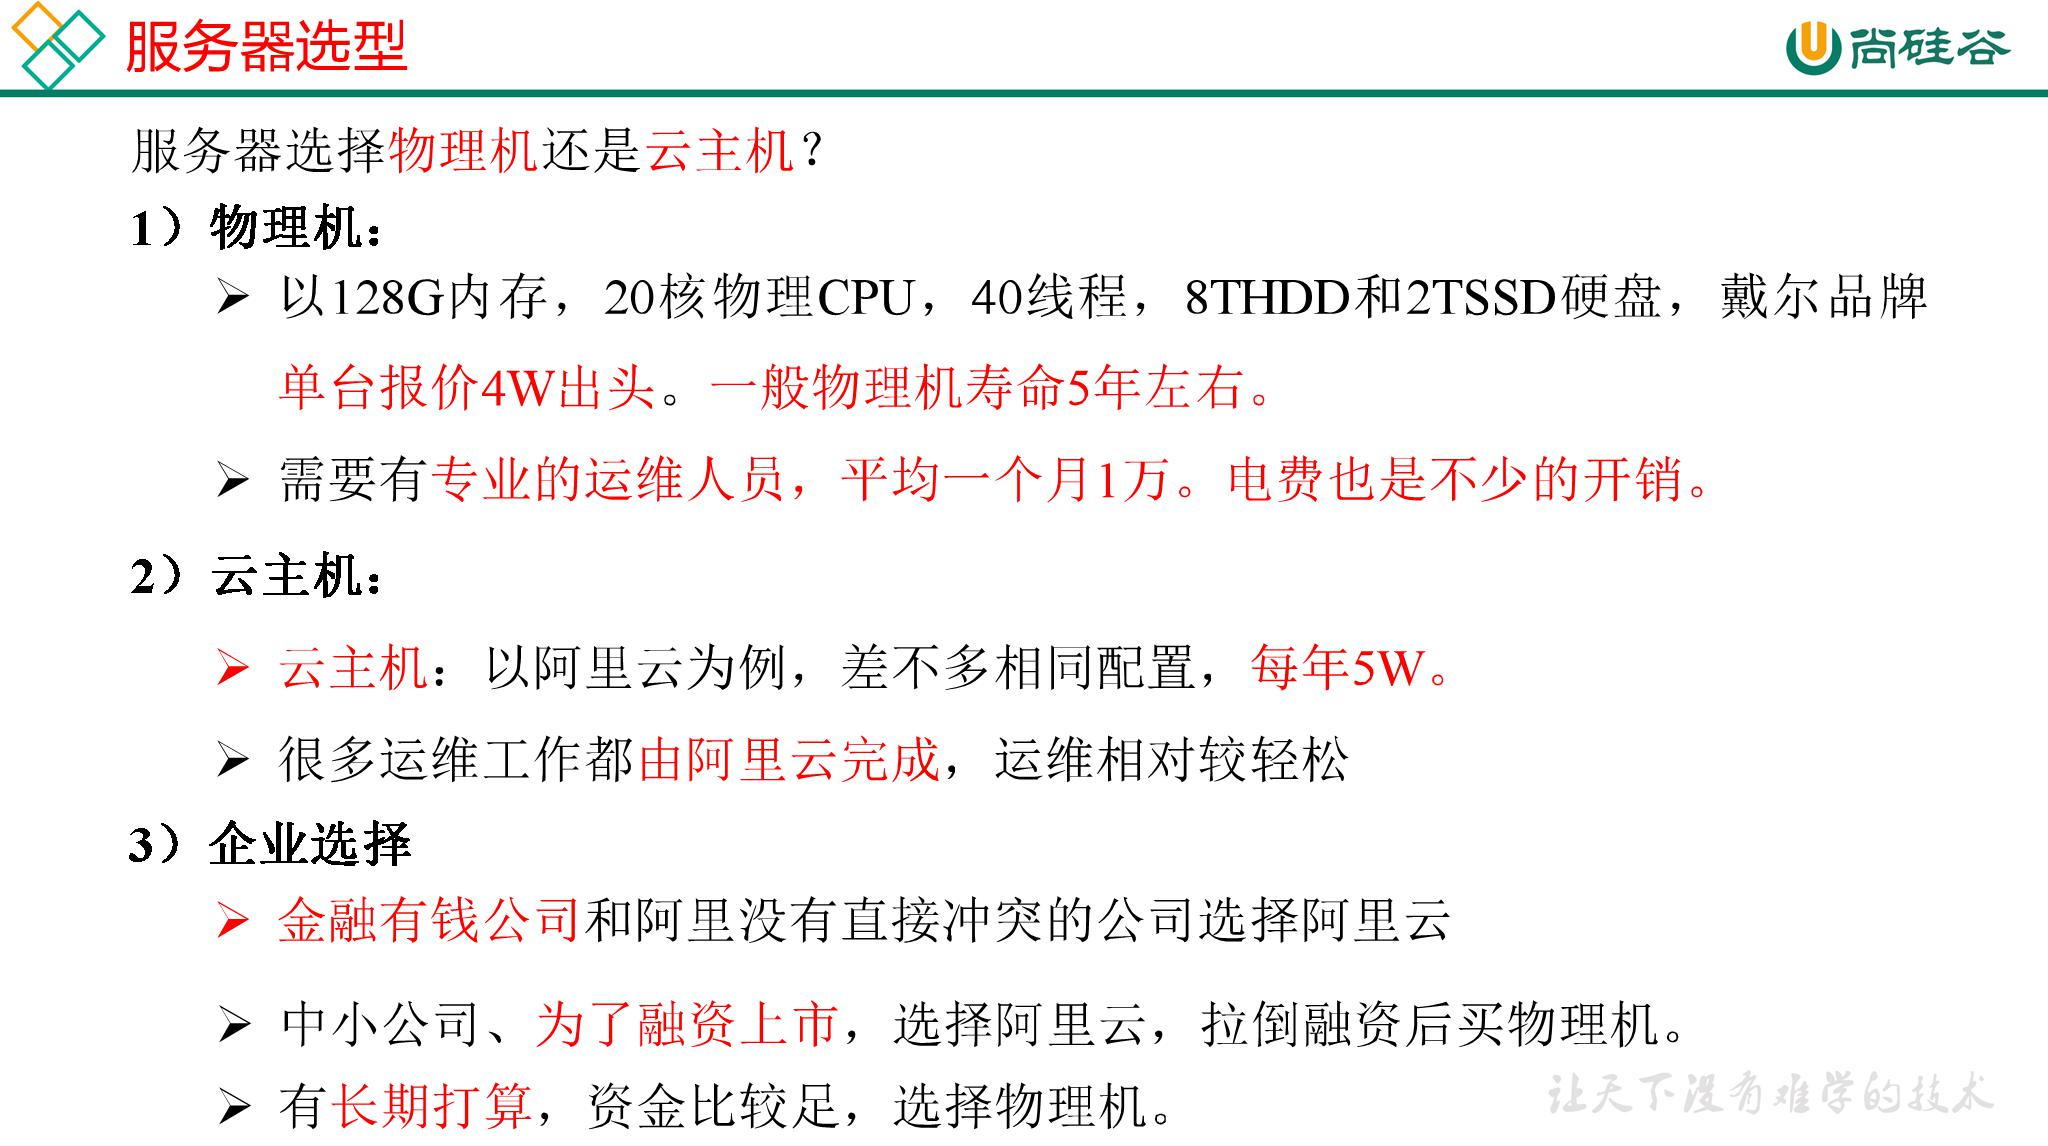 服务器选型
尚硅谷
服务器选择物理机还是云主机？
1）物理机：
以128G内存，20核物理CPU，40线程，8THDD和2TSSD硬盘，戴尔品牌
单台报价4W出头。一般物理机寿命5年左右。
需要有专业的运维人员，平均一个月1万。电费也是不少的开销。
2）云主机：
云主机：以阿里云为例，差不多相同配置，每年5W。
很多运维工作都由阿里云完成，运维相对较轻松
3）企业选择
金融有钱公司和阿里没有直接冲突的公司选择阿里云
中小公司、为了融资上市，选择阿里云，拉倒融资后买物理机。
有长期打算，资金比较足，选择物理机。
让天下没有难学的技术